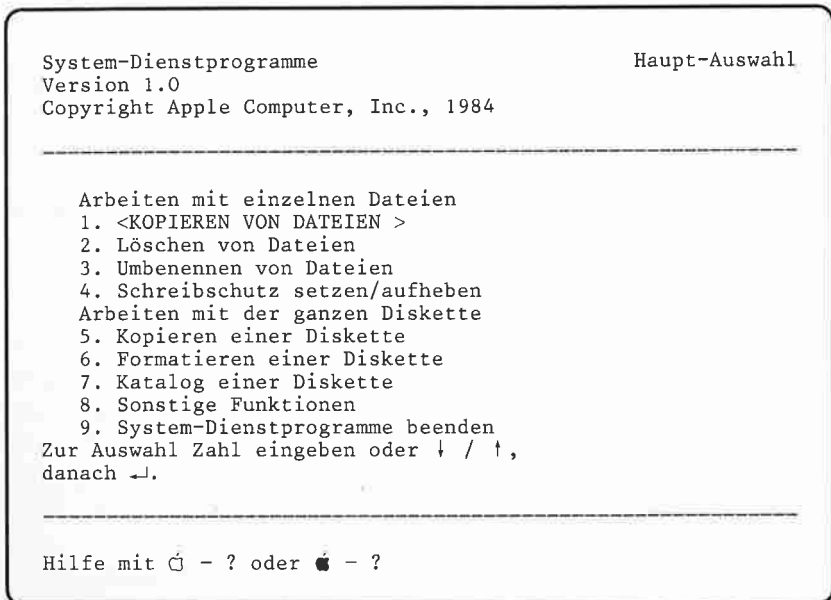 System-Dienstprogramme Haupt-Auswahl
Version 1.0
Copyright Apple Computer, Inc., 1984
Arbeiten mit einzelnen Dateien
1. <KOPIEREN VON DATEIEN >
2. Löschen von Dateien
3. Umbenennen von Dateien
4. Schreibschutz setzen/aufheben
Arbeiten mit der ganzen Diskette
5. Kopieren einer Diskette
6. Formatieren einer Diskette
7. Katalog einer Diskette
8. Sonstige Funktionen
9. System-Dienstprogramme beenden
Zur Auswahl Zahl eingeben oder ↓ / ↑,
danach ↵.
Hilfe mit  - ? oder  - ?